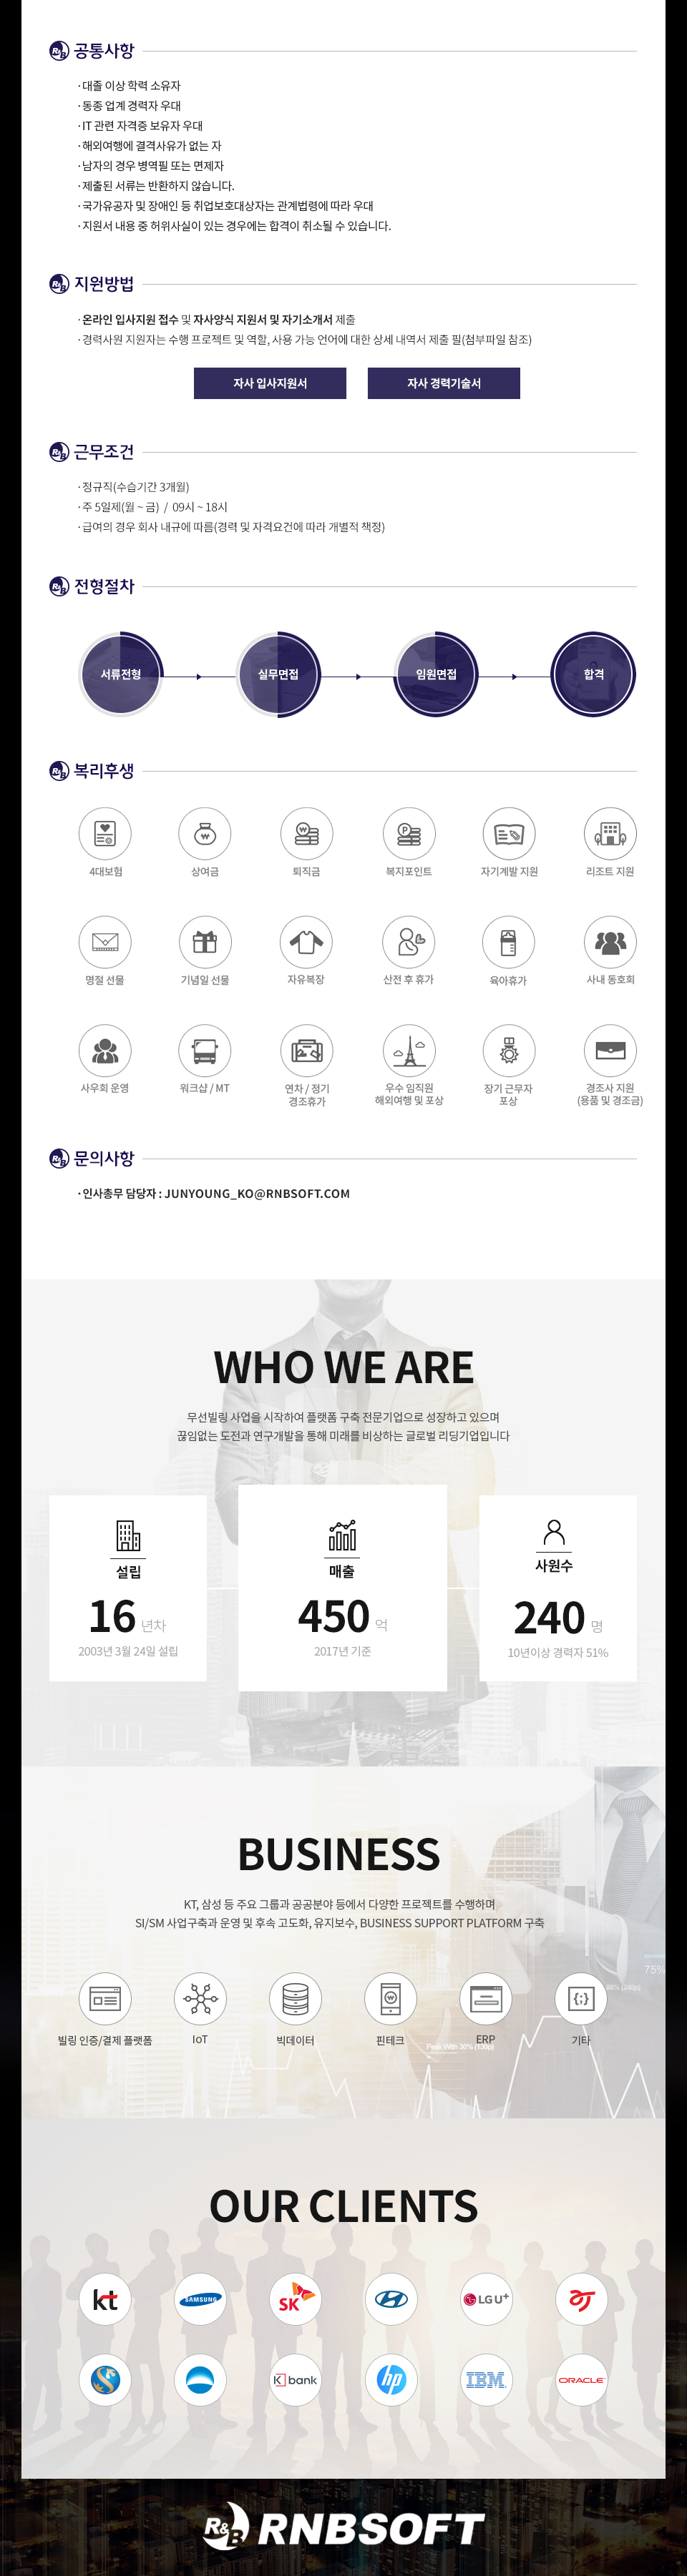 R&B 공통사항
· 대졸 이상 학력 소유자
· 동종 업계 경력자 우대
· IT 관련 자격증 보유자 우대
· 해외여행에 결격사유가 없는 자
· 남자의 경우 병역필 또는 면제자
· 제출된 서류는 반환하지 않습니다.
· 국가유공자 및 장애인 등 취업보호대상자는 관계법령에 따라 우대
· 지원서 내용 중 허위사실이 있는 경우에는 합격이 취소될 수 있습니다.
R&B 지원방법
· 온라인 입사지원 접수 및 자사양식 지원서 및 자기소개서 제출
· 경력사원 지원자는 수행 프로젝트 및 역할, 사용 가능 언어에 대한 상세 내역서 제출 필(첨부파일 참조)
자사 입사지원서 자사 경력기술서
R&B 근무조건
· 정규직(수습기간 3개월)
· 주 5일제(월 ~ 금) / 09시 ~ 18시
· 급여의 경우 회사 내규에 따름(경력 및 자격요건에 따라 개별적 책정)
R&B 전형절차
서류전형 실무면접 임원면접 합격
R&B 복리후생
4대보험 상여금 퇴직금 복지포인트 자기계발 지원 리조트 지원
명절 선물 기념일 선물 자유복장 산전 후 휴가 육아휴가 사내 동호회
사우회 운영 워크샵 / MT 연차 / 정기 우수 임직원 장기 근무자 경조사 지원
경조휴가 해외여행 및 포상 포상 (용품 및 경조금)
R&B 문의사항
· 인사총무 담당자 : JUNYOUNG_KO@RNBSOFT.COM
WHO WE ARE
무선빌링 사업을 시작하여 플랫폼 구축 전문기업으로 성장하고 있으며
끊임없는 도전과 연구개발을 통해 미래를 비상하는 글로벌 리딩기업입니다
설립 매출 사원수
16 년차 450 억 240 명
2003년 3월 24일 설립 2017년 기준 10년이상 경력자 51%
BUSINESS
KT, 삼성 등 주요 그룹과 공공분야 등에서 다양한 프로젝트를 수행하며
SI/SM 사업구축과 운영 및 후속 고도화, 유지보수, BUSINESS SUPPORT PLATFORM 구축
75%
빌링 인증/결제 플랫폼 IoT 빅데이터 핀테크 ERP 기타
Peak With 30% (130p)
OUR CLIENTS
kt SAMSUNG SK LG U+
K bank hp IBM ORACLE
R&B RNBSOFT